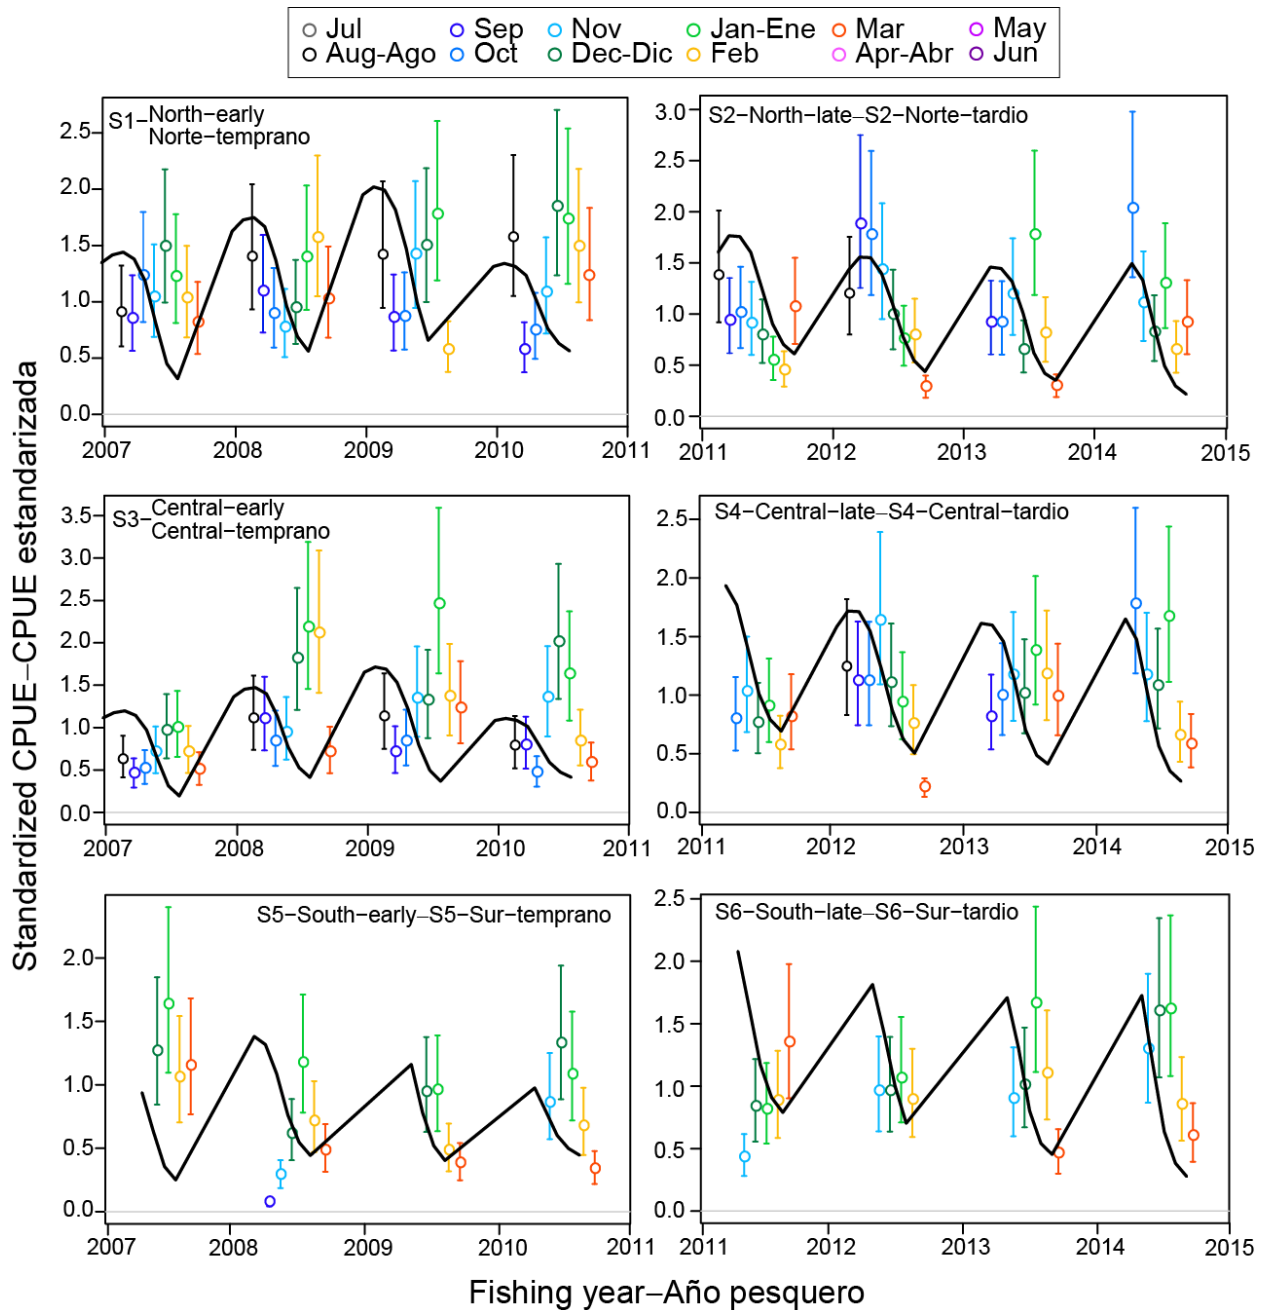 Jul Sep Nov Jan-Ene Mar May
Aug-Ago Oct Dec-Dic Feb Apr-Abr Jun
Standardized CPUE–CPUE estandarizada
S1–North–early
Norte–temprano
2.5
2.0
1.5
1.0
0.5
0.0
2007 2008 2009 2010 2011
S2–North–late–S2–Norte–tardio
3.0
2.5
2.0
1.5
1.0
0.5
0.0
2011 2012 2013 2014 2015
S3–Central–early
Central–temprano
3.5
3.0
2.5
2.0
1.5
1.0
0.5
0.0
2007 2008 2009 2010 2011
S4–Central–late–S4–Central–tardio
2.5
2.0
1.5
1.0
0.5
0.0
2011 2012 2013 2014 2015
S5–South–early–S5–Sur–temprano
2.0
1.5
1.0
0.5
0.0
2007 2008 2009 2010 2011
S6–South–late–S6–Sur–tardio
2.5
2.0
1.5
1.0
0.5
0.0
2011 2012 2013 2014 2015
Fishing year–Año pesquero